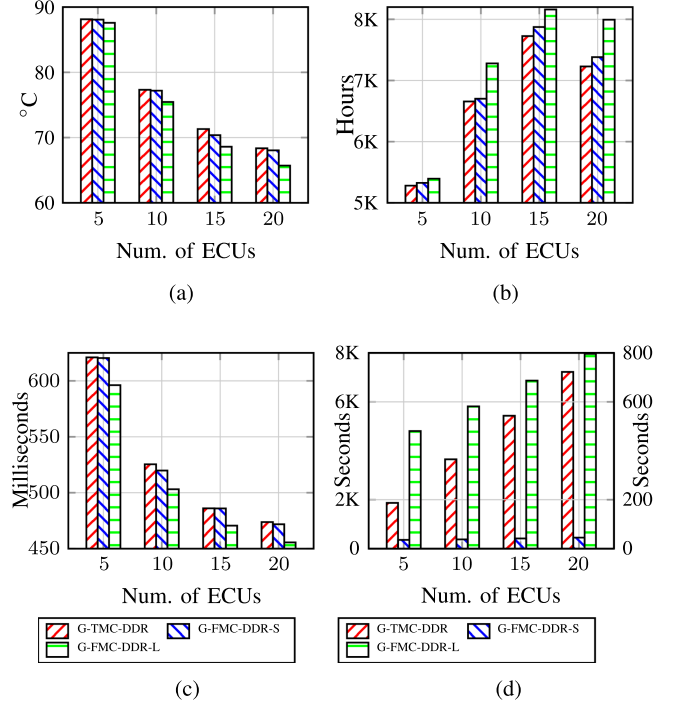 90
80
70
60
°C
5 10 15 20
Num. of ECUs
(a)
8K
7K
6K
5K
Hours
5 10 15 20
Num. of ECUs
(b)
600
550
500
450
Milliseconds
5 10 15 20
Num. of ECUs
G-TMC-DDR G-FMC-DDR-S
G-FMC-DDR-L
(c)
8K
6K
2K
0
Seconds
800
600
200
0
Seconds
5 10 15 20
Num. of ECUs
G-TMC-DDR G-FMC-DDR-S
G-FMC-DDR-L
(d)